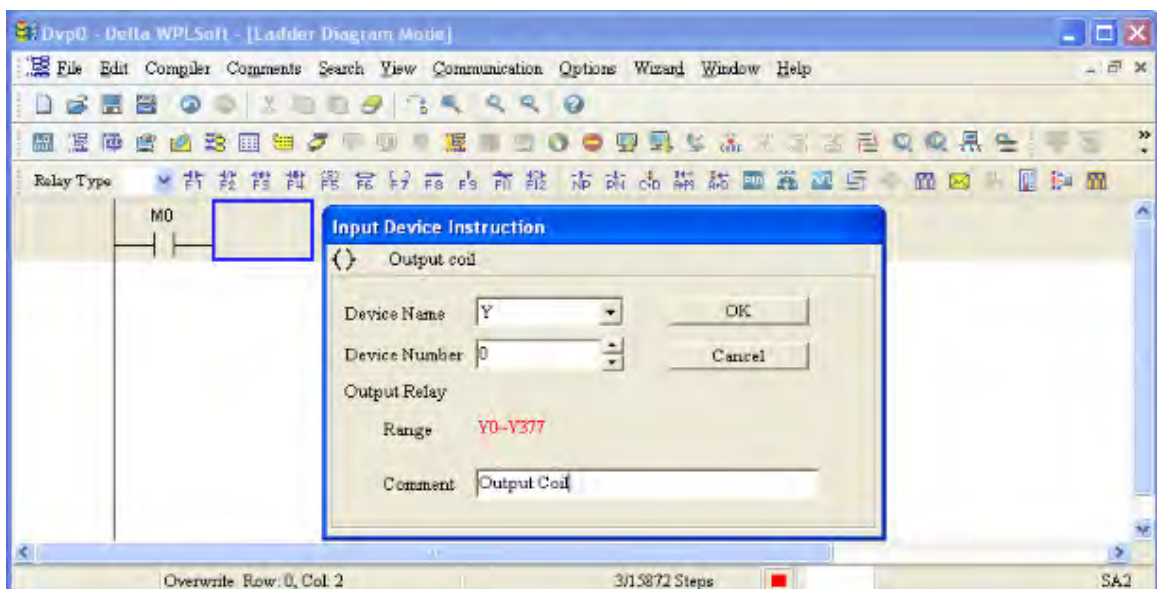 Dvp0 - Delta WPLSoft - [Ladder Diagram Mode]
File Edit Compiler Comments Search View Communication Options Wizard Window Help
Relay Type
M0
Input Device Instruction
Output coil
Device Name Y OK
Device Number 0 Cancel
Output Relay
Range Y0~Y377
Comment Output Coil
Overwrite Row: 0, Col: 2 3/15872 Steps SA2